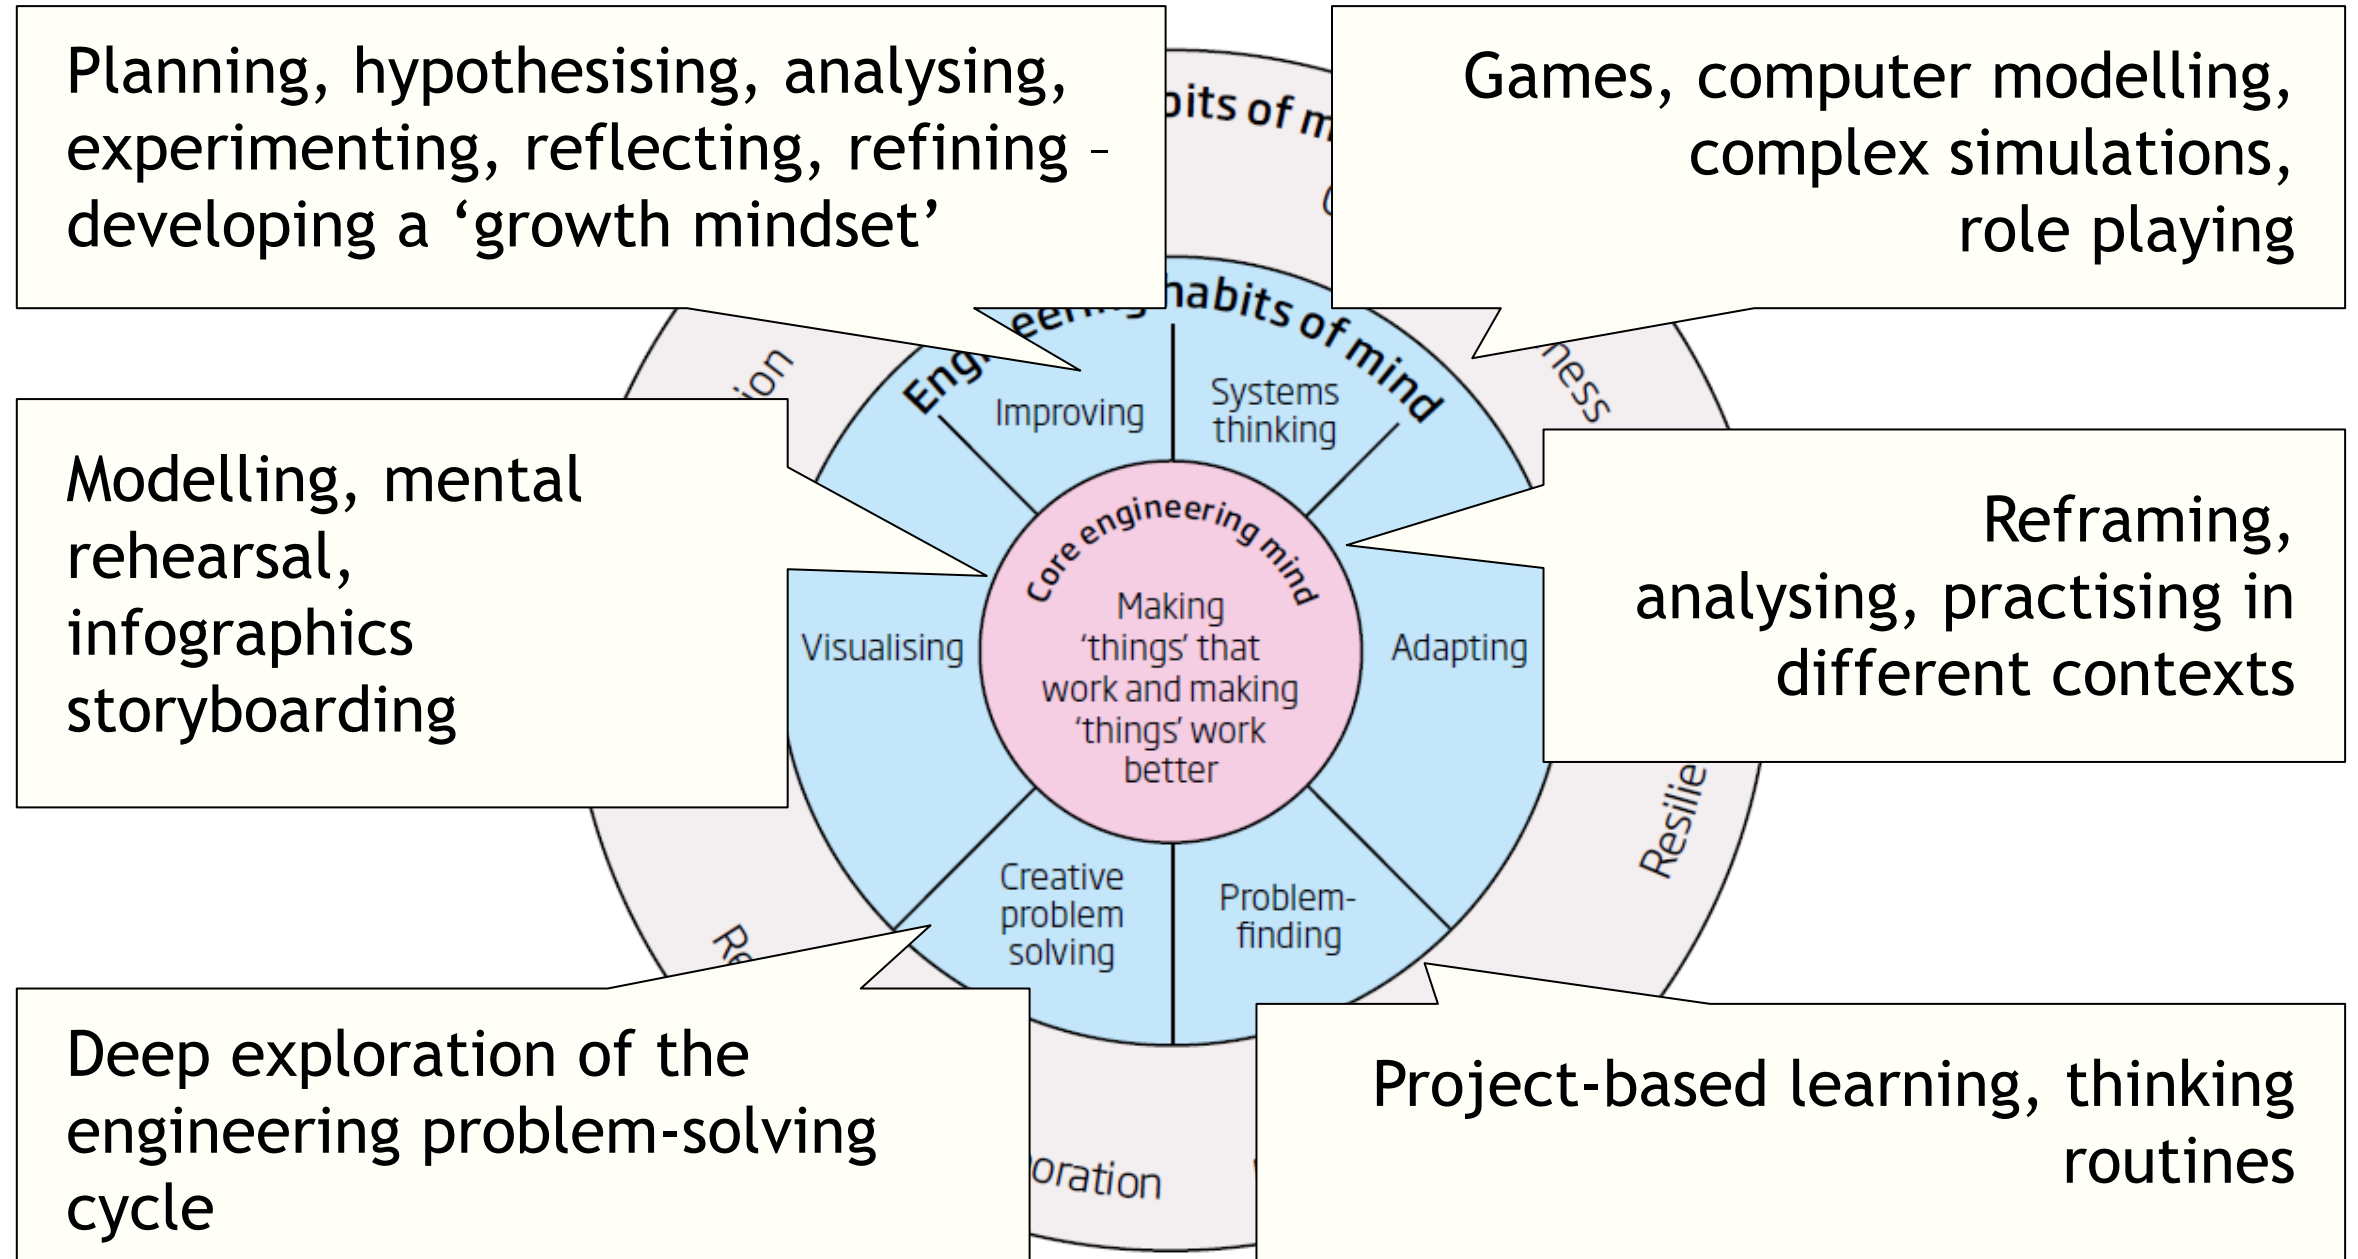 Planning, hypothesising, analysing,
experimenting, reflecting, refining –
developing a ‘growth mindset’
Games, computer modelling,
complex simulations,
role playing
of
habits of mind
Improving
Systems
thinking
Modelling, mental
rehearsal,
infographics
storyboarding
Reframing,
analysing, practising in
different contexts
Core engineering mind
Making
‘things’ that
work and making
‘things’ work
better
Visualising
Adapting
Creative
problem
solving
Problem-
finding
Deep exploration of the
engineering problem-solving
cycle
Project-based learning, thinking
routines